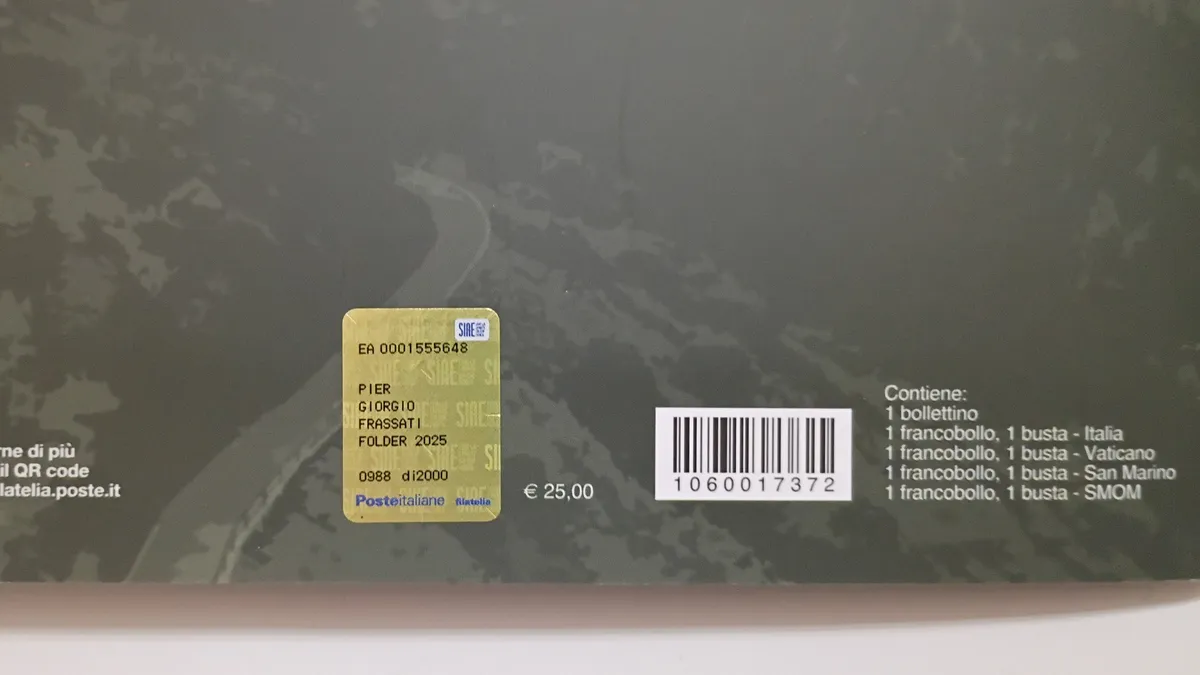 SIAE
EA 0001555648
PIER
GIORGIO
FRASSATI
FOLDER 2025
0988 di2000
Posteitaliane filatelia
rne di più
il QR code
ilatelia.poste.it
€ 25,00
1060017372
Contiene:
1 bollettino
1 francobollo, 1 busta - Italia
1 francobollo, 1 busta - Vaticano
1 francobollo, 1 busta - San Marino
1 francobollo, 1 busta - SMOM